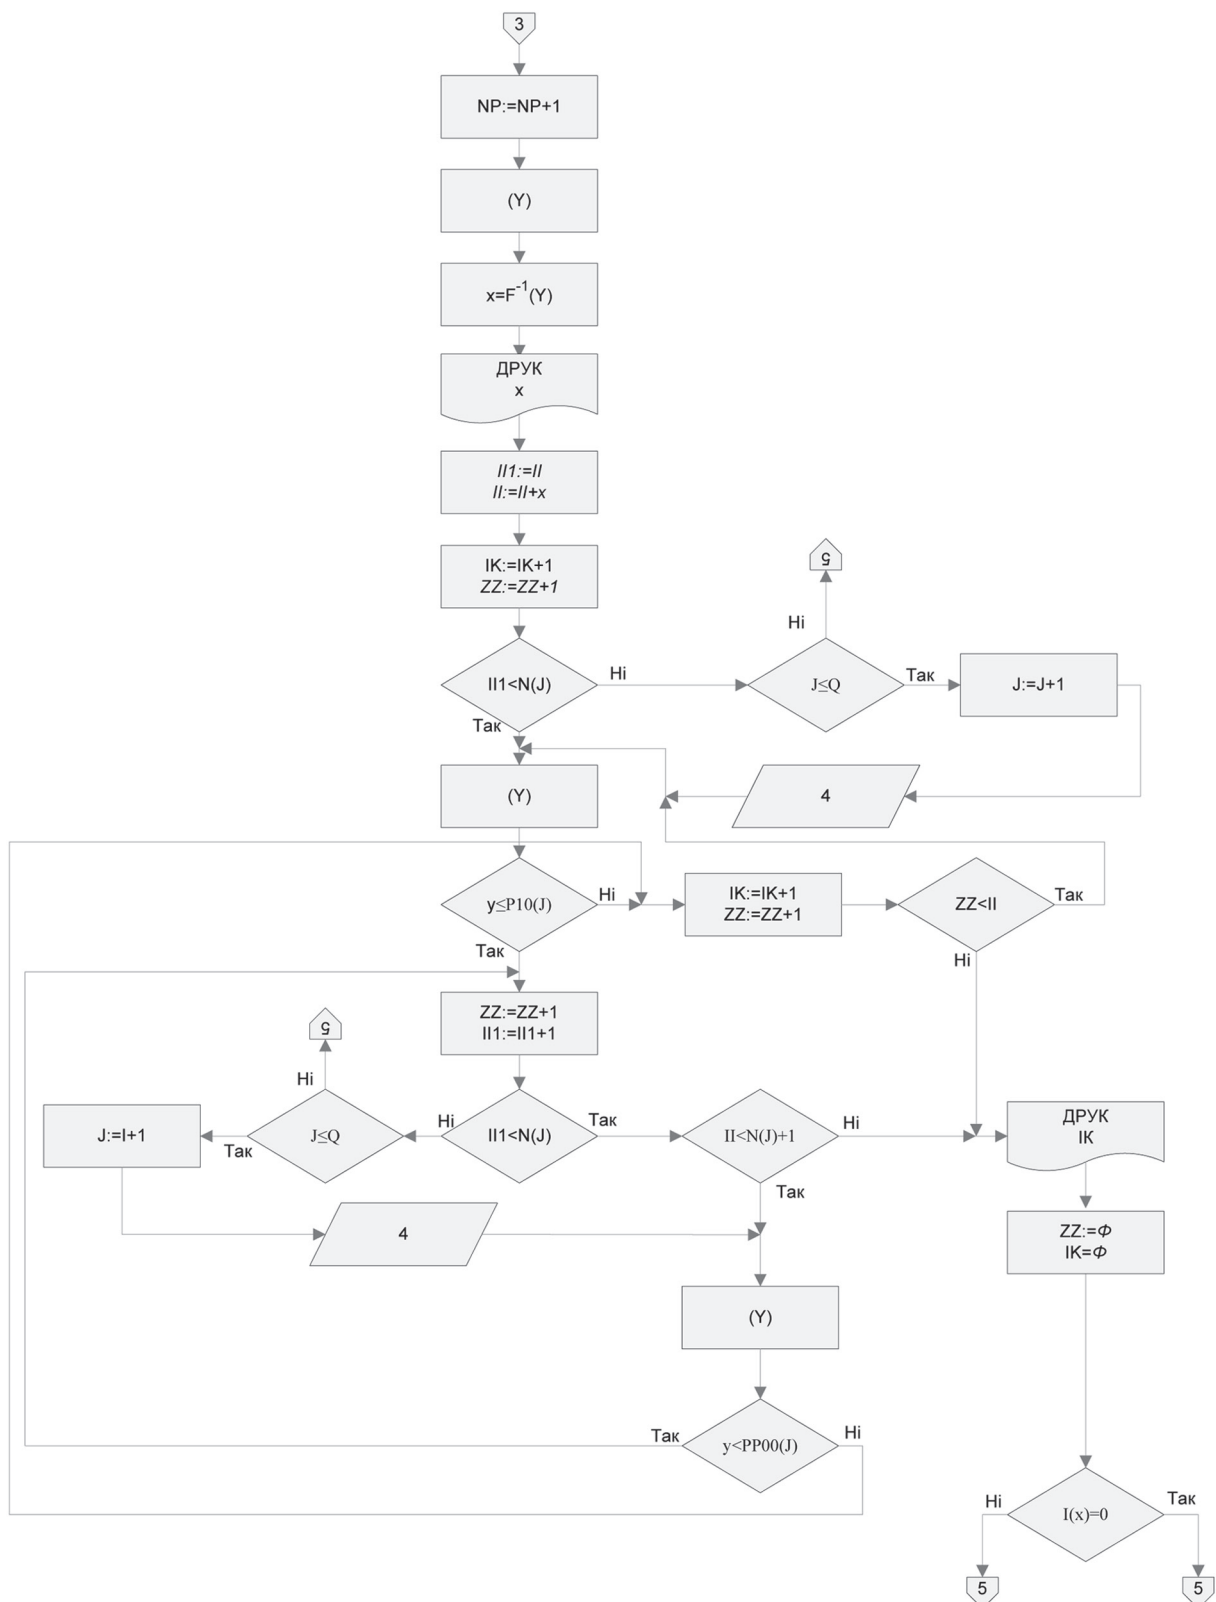 3
NP:=NP+1
(Y)
x=F⁻¹(Y)
ДРУК
x
II1:=II
II:=II+x
IK:=IK+1
ZZ:=ZZ+1
5
Ні
II1<N(J)
Ні
J≤Q
Так
J:=J+1
Так
(Y)
4
y≤P10(J)
Ні
IK:=IK+1
ZZ:=ZZ+1
ZZ<II
Так
Так
Ні
ZZ:=ZZ+1
II1:=II1+1
5
Ні
J:=I+1
Так
J≤Q
Ні
II1<N(J)
Так
II<N(J)+1
Ні
ДРУК
IK
Так
4
ZZ:=Ф
IK=Ф
(Y)
Так
y<PP00(J)
Ні
Ні
I(x)=0
Так
5
5